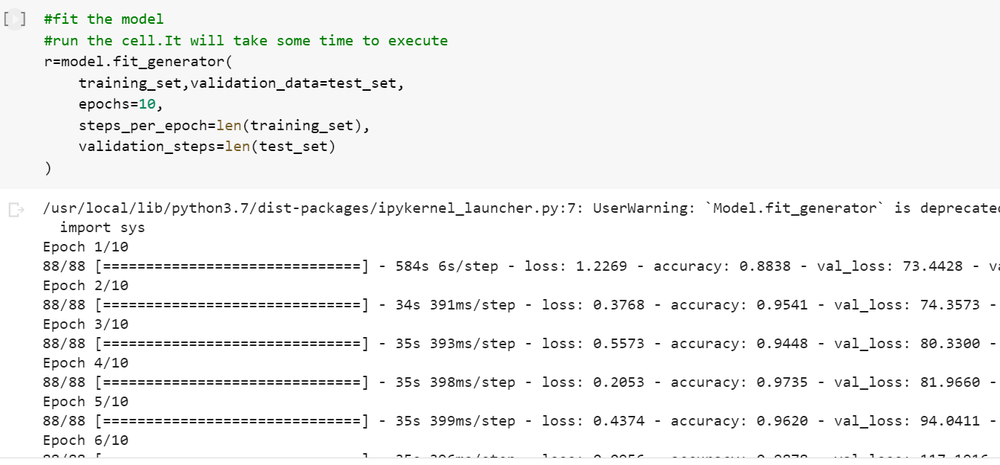 [ ] #fit the model
#run the cell.It will take some time to execute
r=model.fit_generator(
    training_set,validation_data=test_set,
    epochs=10,
    steps_per_epoch=len(training_set),
    validation_steps=len(test_set)
)
/usr/local/lib/python3.7/dist-packages/ipykernel_launcher.py:7: UserWarning: `Model.fit_generator` is deprecated
  import sys
Epoch 1/10
88/88 [==============================] - 584s 6s/step - loss: 1.2269 - accuracy: 0.8838 - val_loss: 73.4428 - va
Epoch 2/10
88/88 [==============================] - 34s 391ms/step - loss: 0.3768 - accuracy: 0.9541 - val_loss: 74.3573 -
Epoch 3/10
88/88 [==============================] - 35s 393ms/step - loss: 0.5573 - accuracy: 0.9448 - val_loss: 80.3300 -
Epoch 4/10
88/88 [==============================] - 35s 398ms/step - loss: 0.2053 - accuracy: 0.9735 - val_loss: 81.9660 -
Epoch 5/10
88/88 [==============================] - 35s 399ms/step - loss: 0.4374 - accuracy: 0.9620 - val_loss: 94.0411 -
Epoch 6/10